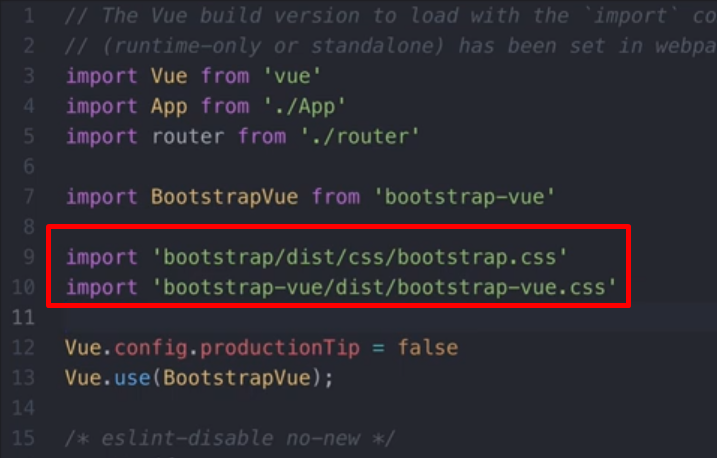 1 // The Vue build version to load with the `import` co
2 // (runtime-only or standalone) has been set in webpa
3 import Vue from 'vue'
4 import App from './App'
5 import router from './router'
6
7 import BootstrapVue from 'bootstrap-vue'
8
9 import 'bootstrap/dist/css/bootstrap.css'
10 import 'bootstrap-vue/dist/bootstrap-vue.css'
11
12 Vue.config.productionTip = false
13 Vue.use(BootstrapVue);
14
15 /* eslint-disable no-new */